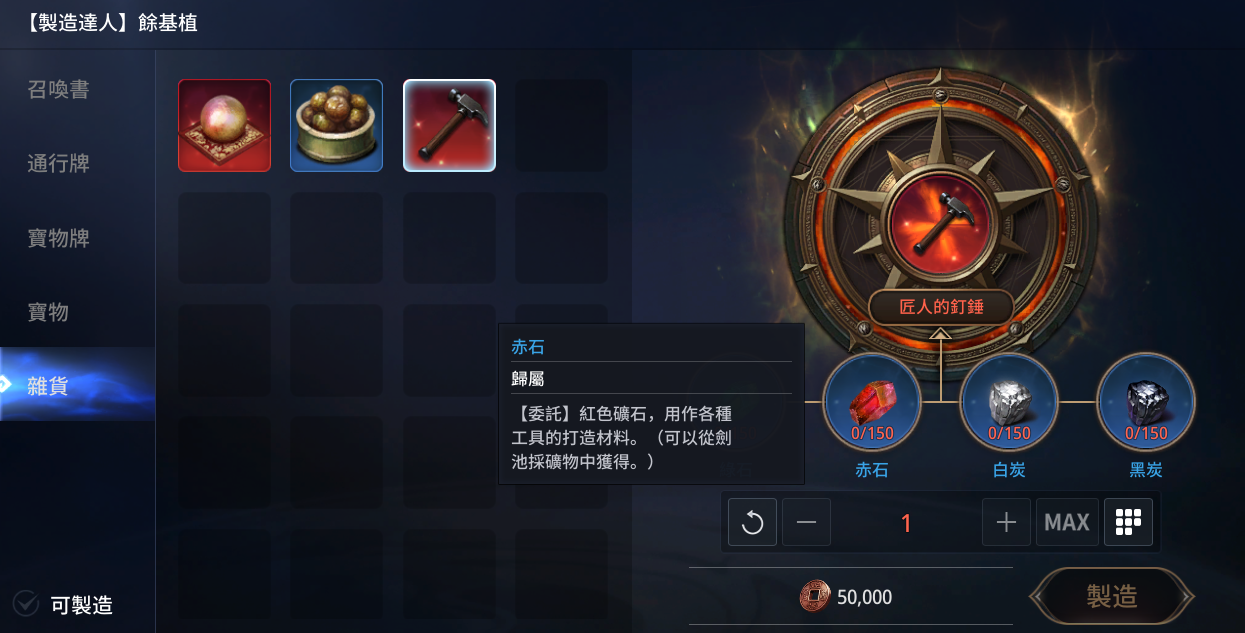 【製造達人】餘基植
召喚書
通行牌
寶物牌
寶物
雜貨
可製造
赤石
歸屬
【委託】紅色礦石，用作各種
工具的打造材料。（可以從劍
池採礦物中獲得。）
匠人的釘錘
0/150
0/150
0/150
赤石
白炭
黑炭
1
MAX
50,000
製造